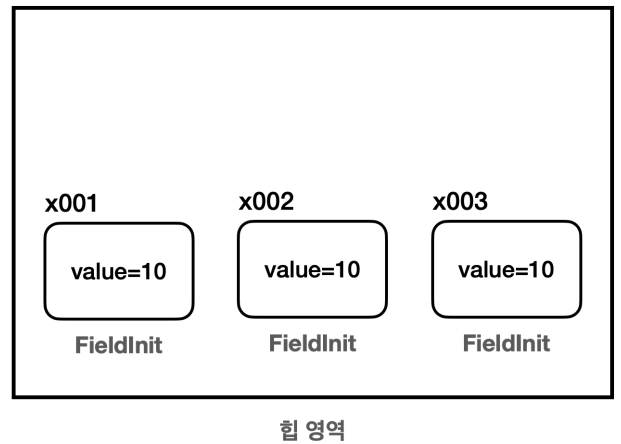 x001 x002 x003
value=10 value=10 value=10
FieldInit FieldInit FieldInit
힙 영역